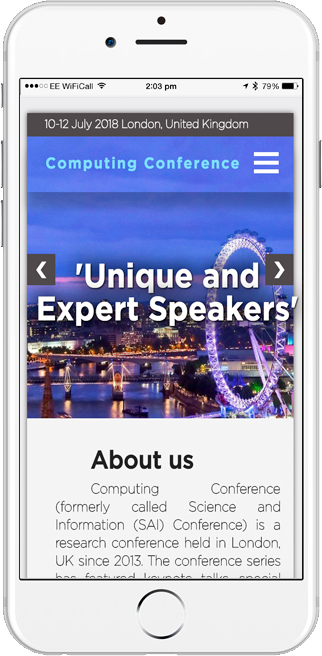 EE WiFiCall 2:03 pm 79%
10-12 July 2018 London, United Kingdom
Computing Conference
'Unique and
Expert Speakers'
About us
Computing Conference
(formerly called Science and
Information (SAI) Conference) is a
research conference held in London,
UK since 2013. The conference series
has featured keynote talks, special